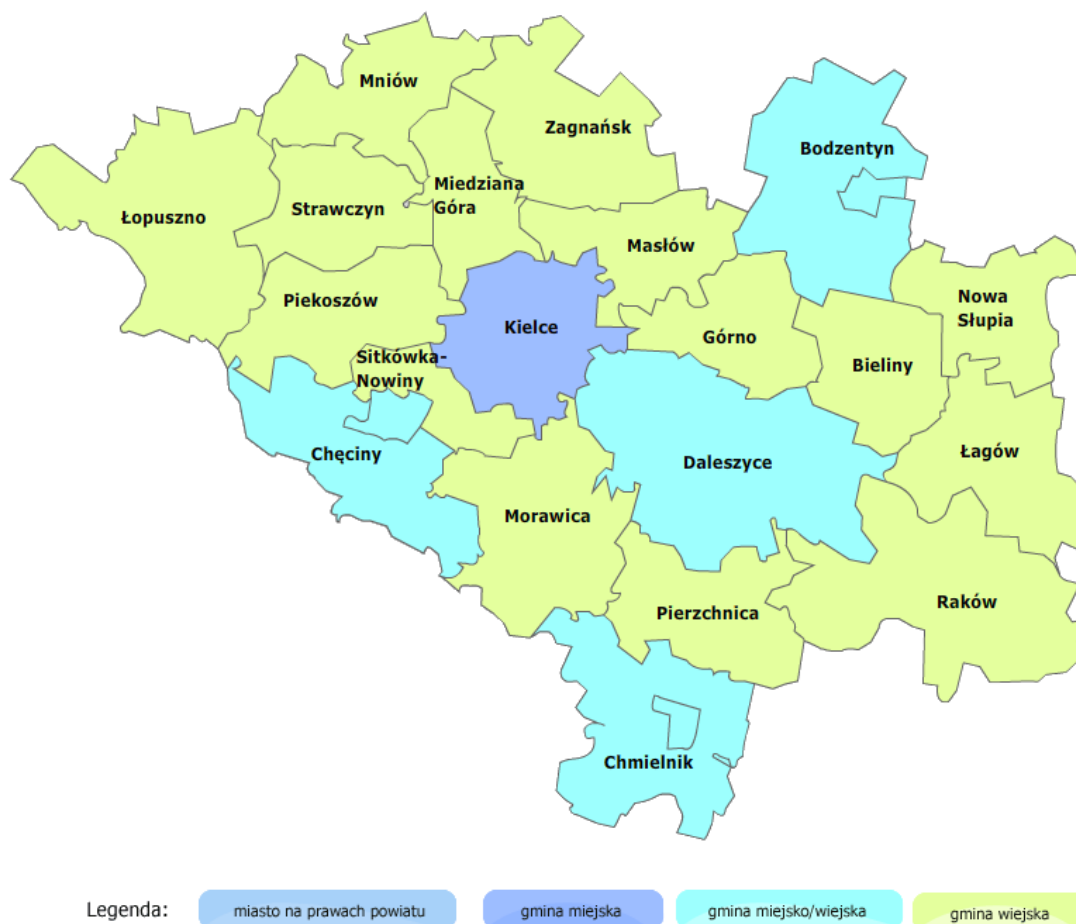 Mniów
Zagnańsk
Bodzentyn
Miedziana
Góra
Łopuszno
Strawczyn
Masłów
Piekoszów
Kielce
Nowa
Słupia
Górno
Sitkówka-
Nowiny
Bieliny
Chęciny
Daleszyce
Łagów
Morawica
Pierzchnica
Raków
Chmielnik
Legenda: miasto na prawach powiatu gmina miejska gmina miejsko/wiejska gmina wiejska